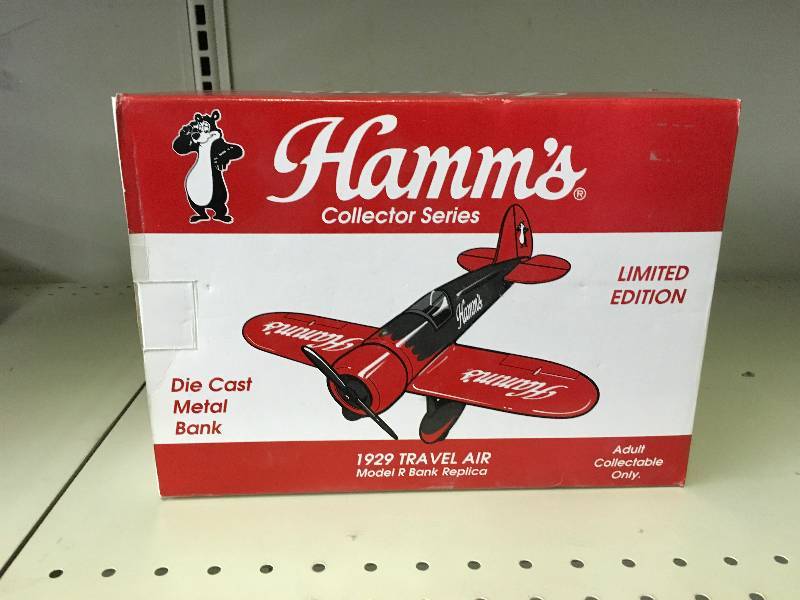 Hamm's®
Collector Series
LIMITED
EDITION
Hamm's
Hamm's
Hamm's
Die Cast
Metal
Bank
1929 TRAVEL AIR
Model R Bank Replica
Adult
Collectable
Only.